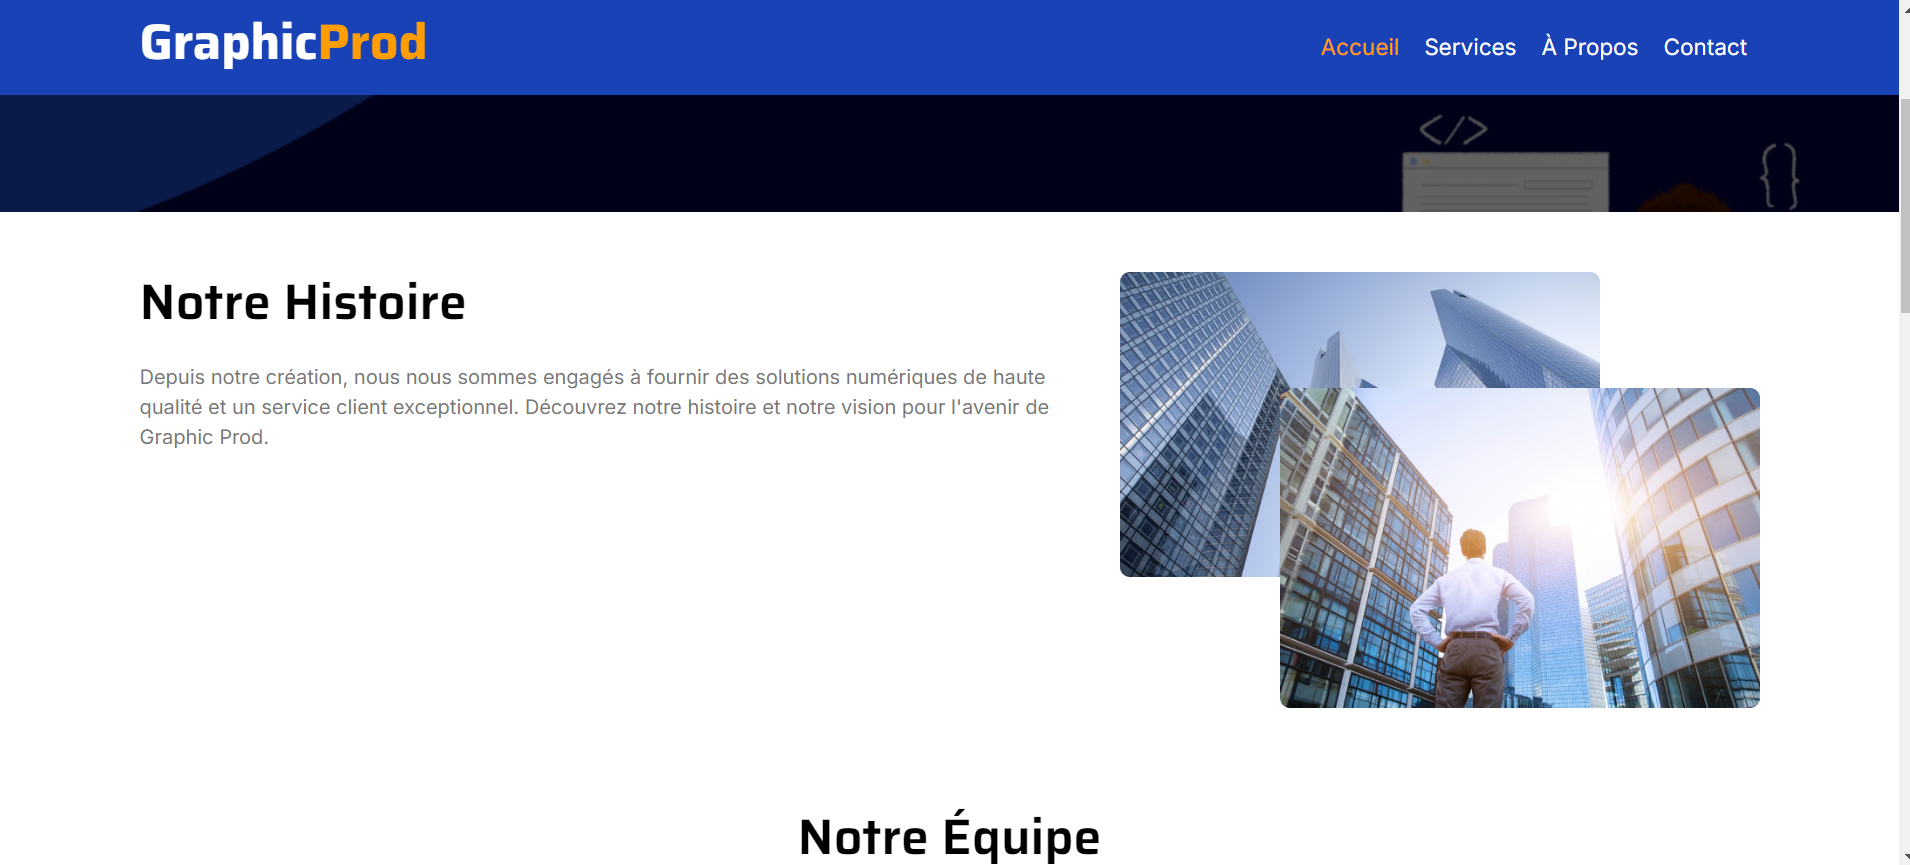 GraphicProd
Accueil Services À Propos Contact
</>
{}
Notre Histoire
Depuis notre création, nous nous sommes engagés à fournir des solutions numériques de haute
qualité et un service client exceptionnel. Découvrez notre histoire et notre vision pour l'avenir de
Graphic Prod.
Notre Équipe